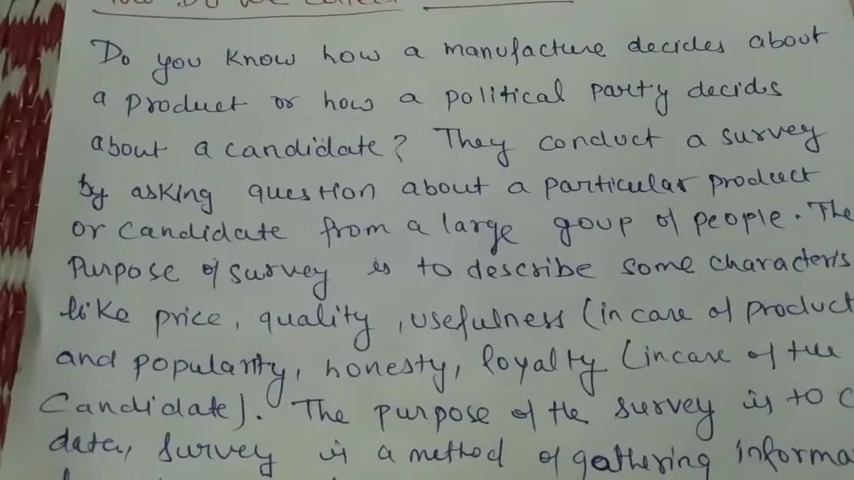 Do you know how a manufacture decides about
a product or how a political party decides
about a candidate? They conduct a survey
by asking question about a particular product
or candidate from a large goup of people. The
Purpose of survey is to describe some characteris
like price, quality, usefulness (in case of product
and popularity, honesty, loyalty (in case of the
Candidate). The purpose of the survey is to c
data, survey is a method of gathering informa